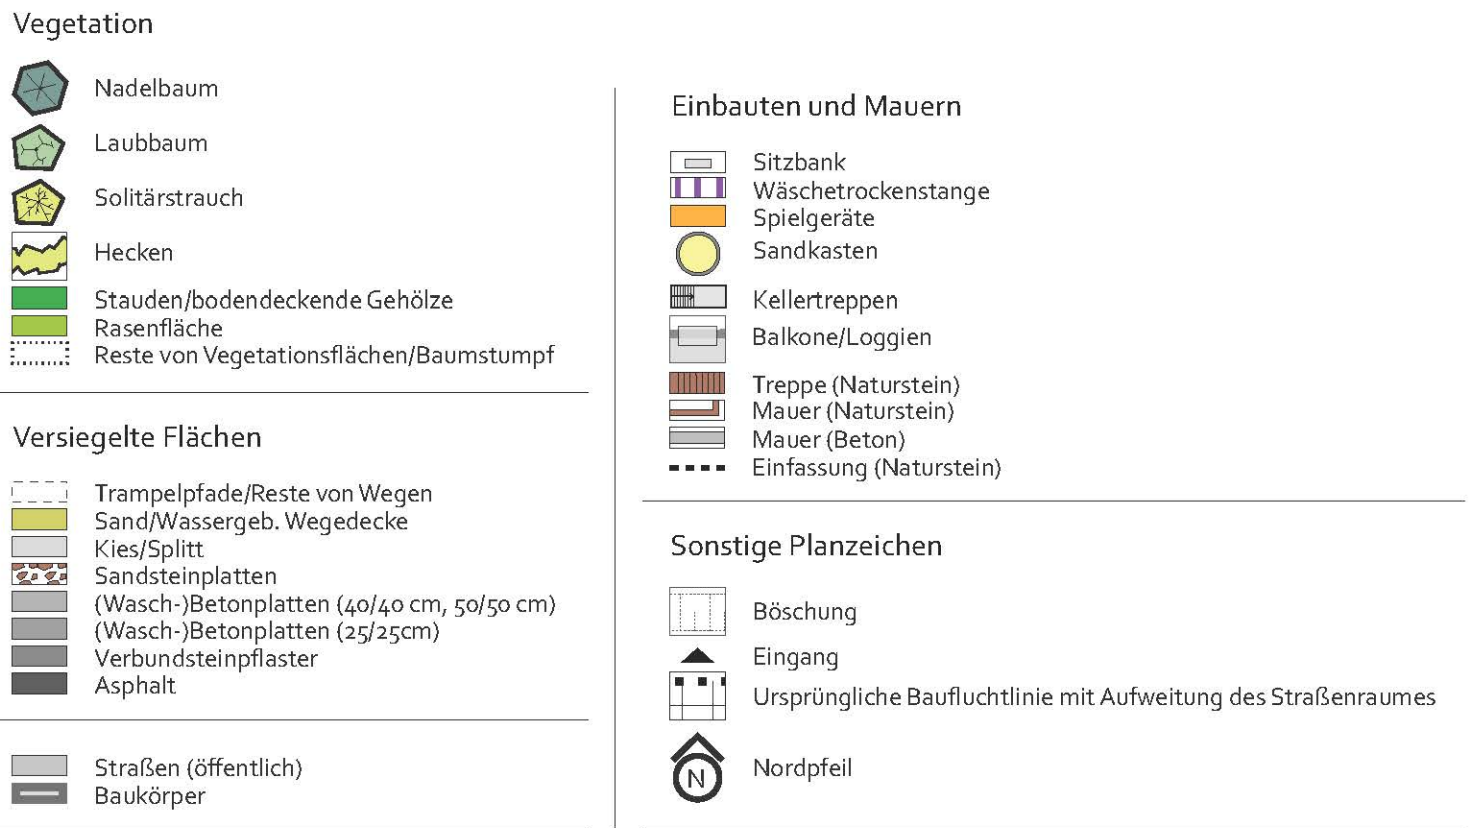 Vegetation
Nadelbaum
Laubbaum
Solitärstrauch
Hecken
Stauden/bodendeckende Gehölze
Rasenfläche
Reste von Vegetationsflächen/Baumstumpf
Versiegelte Flächen
Trampelpfade/Reste von Wegen
Sand/Wassergeb. Wegedecke
Kies/Splitt
Sandsteinplatten
(Wasch-)Betonplatten (40/40 cm, 50/50 cm)
(Wasch-)Betonplatten (25/25cm)
Verbundsteinpflaster
Asphalt
Straßen (öffentlich)
Baukörper
Einbauten und Mauern
Sitzbank
Wäschetrockenstange
Spielgeräte
Sandkasten
Kellertreppen
Balkone/Loggien
Treppe (Naturstein)
Mauer (Naturstein)
Mauer (Beton)
Einfassung (Naturstein)
Sonstige Planzeichen
Böschung
Eingang
Ursprüngliche Baufluchtlinie mit Aufweitung des Straßenraumes
N
Nordpfeil